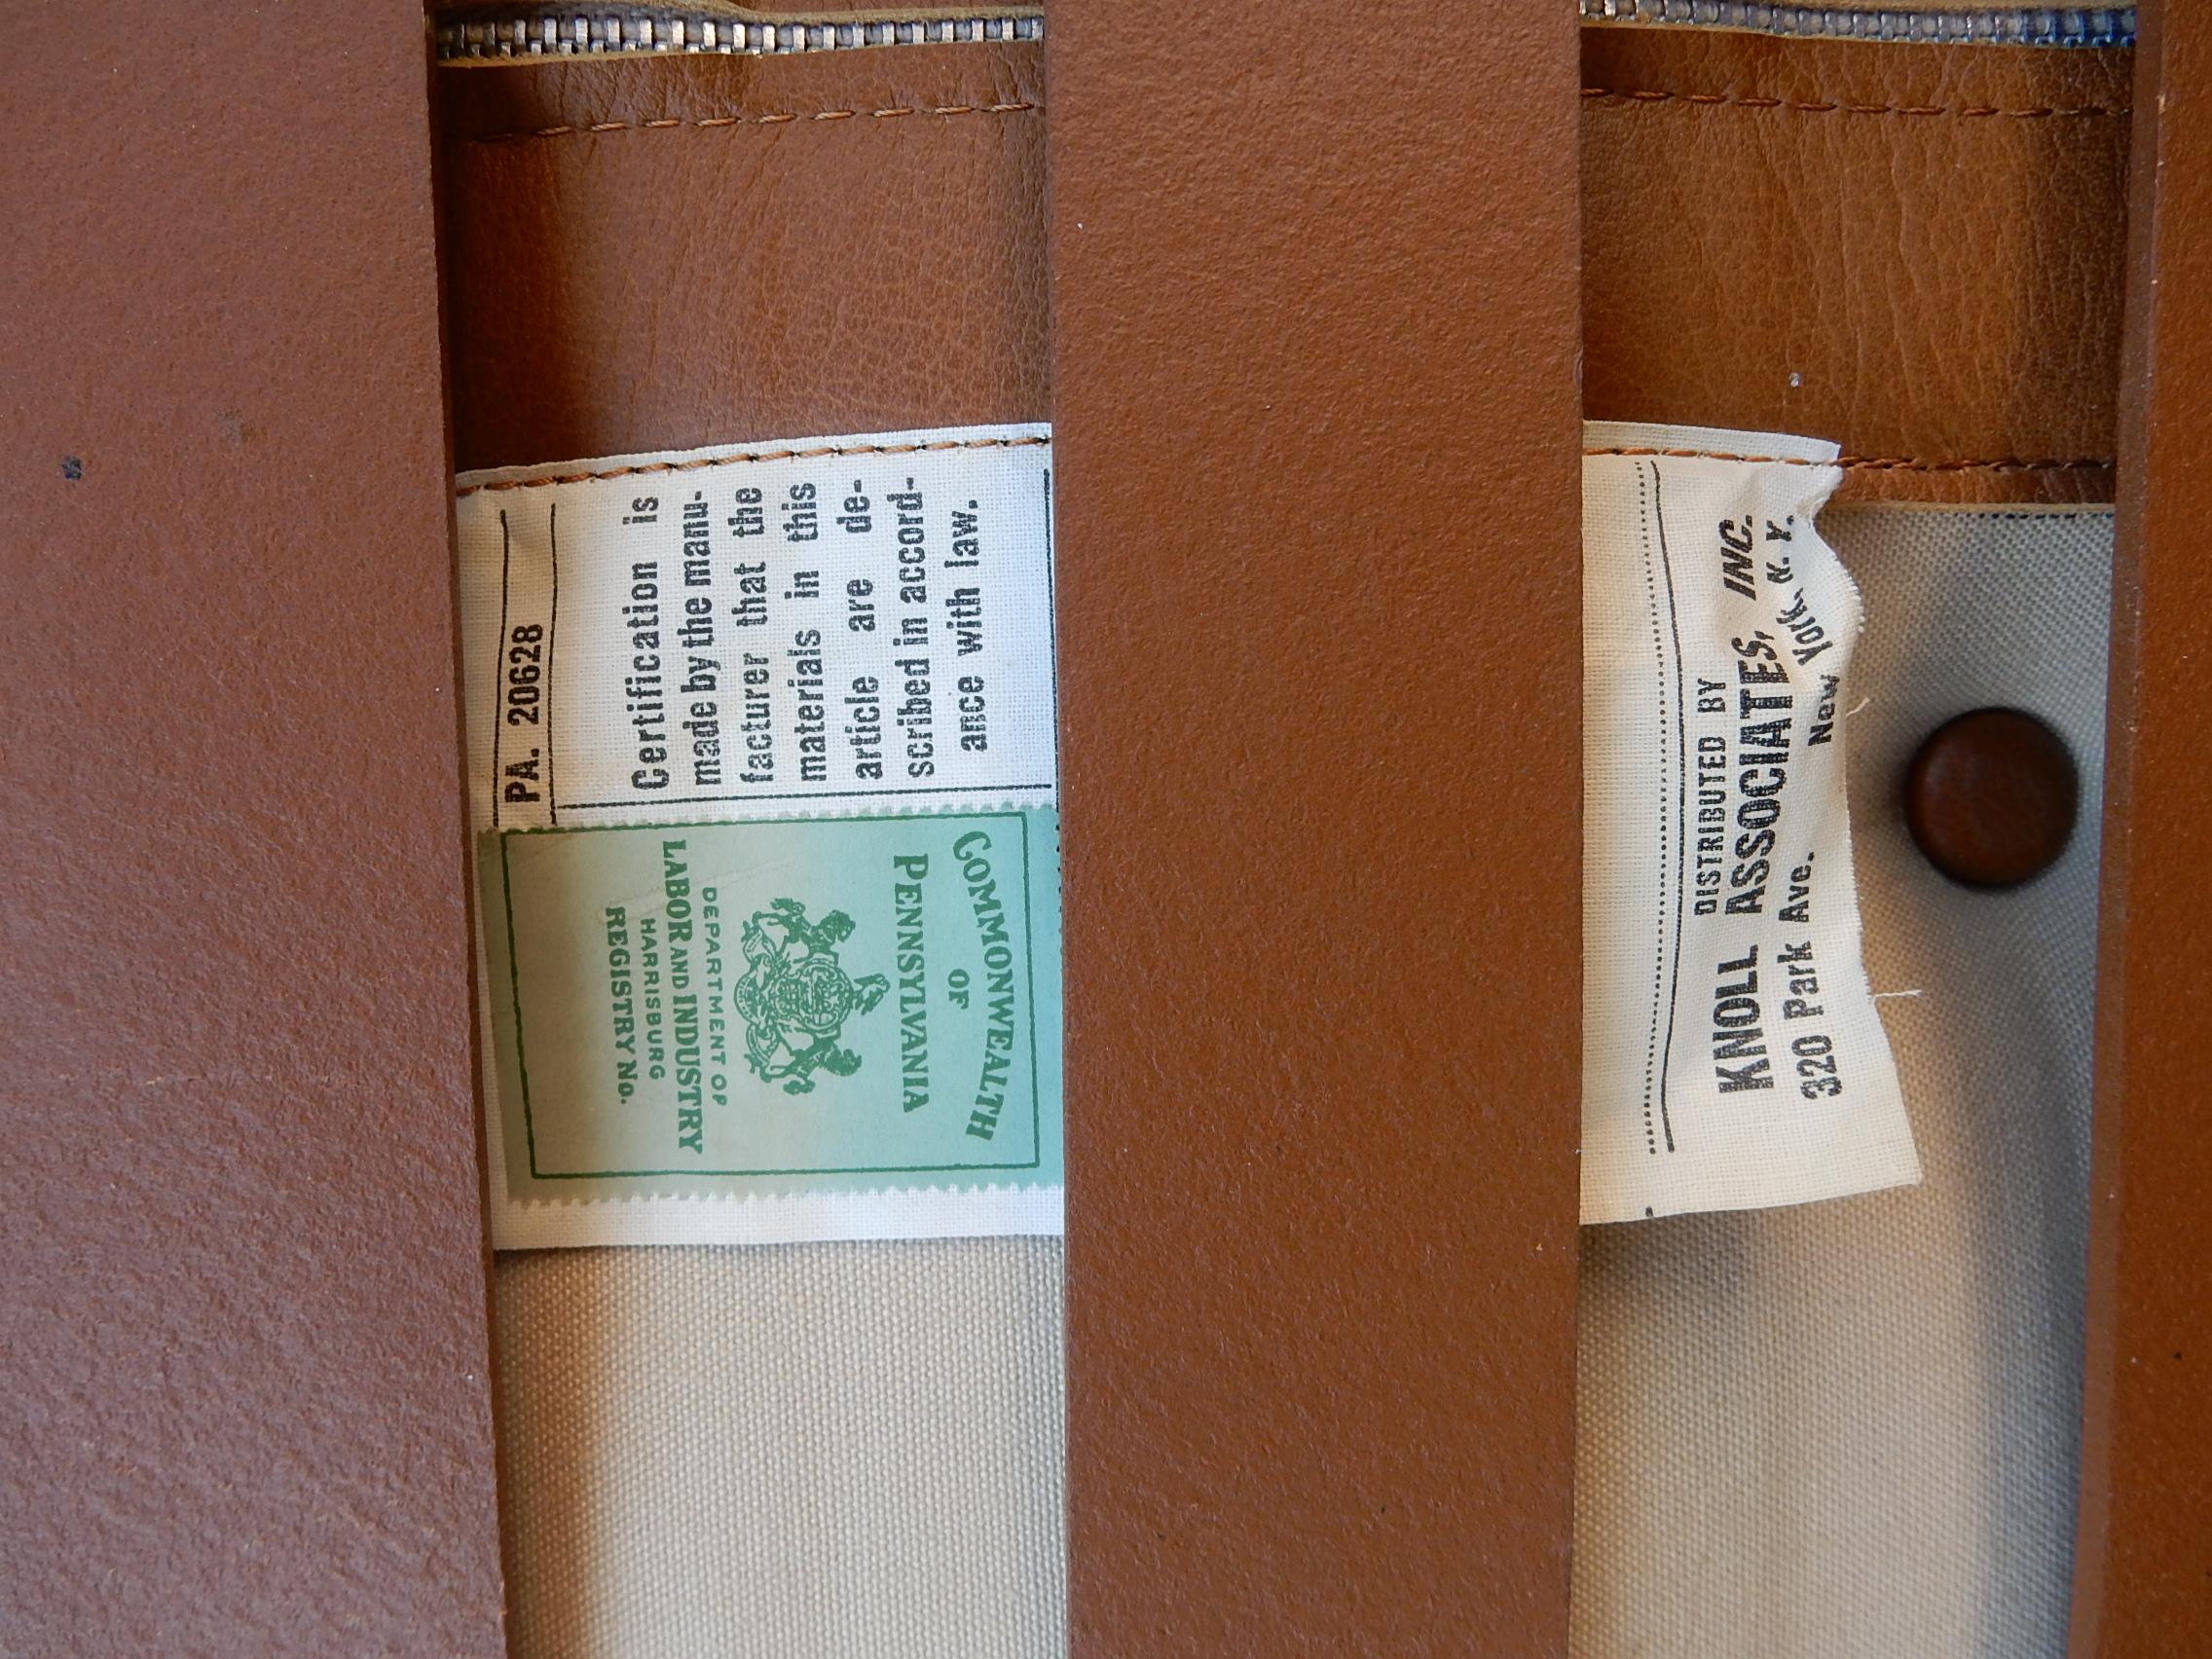 PA. 20628
Certification is
made by the manu-
facturer that the
materials in this
article are de-
scribed in accord-
ance with law.
COMMONWEALTH
OF
PENNSYLVANIA
DEPARTMENT OF
LABOR AND INDUSTRY
HARRISBURG
REGISTRY No.
DISTRIBUTED BY
KNOLL ASSOCIATES, INC.
320 Park Ave. New York, N. Y.